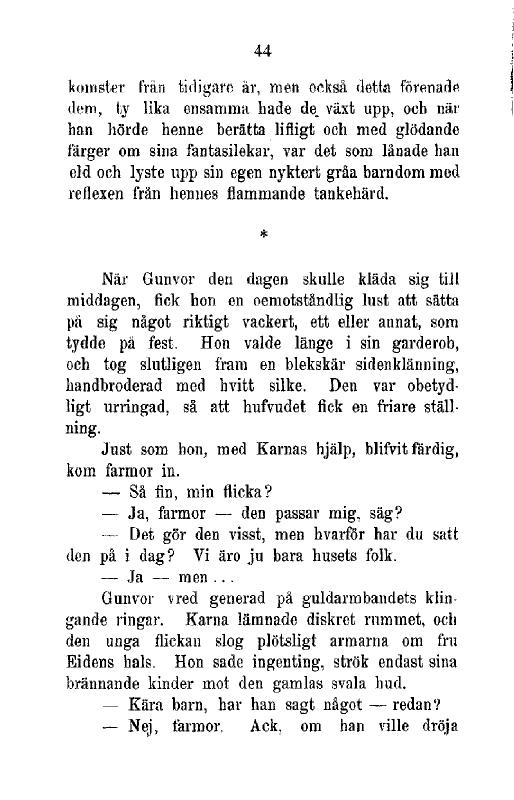 44
komster från tidigare år, men också detta förenade
dem, ty lika ensamma hade de växt upp, och när
han hörde henne berätta lifligt och med glödande
färger om sina fantasilekar, var det som lånade han
eld och lyste upp sin egen nyktert gråa barndom med
reflexen från hennes flammande tankehärd.
*
När Gunvor den dagen skulle kläda sig till
middagen, fick hon en oemotståndlig lust att sätta
på sig något riktigt vackert, ett eller annat, som
tydde på fest. Hon valde länge i sin garderob,
och tog slutligen fram en blekskär sidenklänning,
handbroderad med hvitt silke. Den var obetyd-
ligt urringad, så att hufvudet fick en friare ställ-
ning.
Just som hon, med Karnas hjälp, blifvit färdig,
kom farmor in.
— Så fin, min flicka?
— Ja, farmor — den passar mig, säg?
— Det gör den visst, men hvarför har du satt
den på i dag? Vi äro ju bara husets folk.
— Ja — men ...
Gunvor vred generad på guldarmbandets klin-
gande ringar. Karna lämnade diskret rummet, och
den unga flickan slog plötsligt armarna om fru
Eidens hals. Hon sade ingenting, strök endast sina
brännande kinder mot den gamlas svala hud.
— Kära barn, har han sagt något — redan?
— Nej, farmor. Ack, om han ville dröja